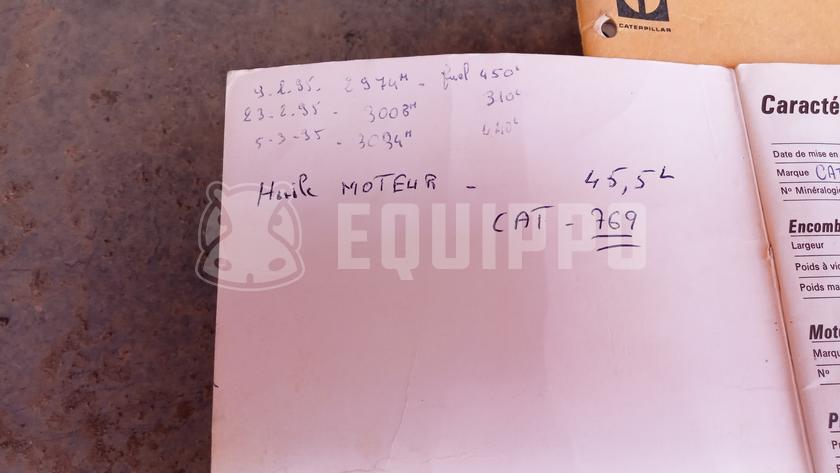 CATERPILLAR
9.2.95. 2974H - fuel 450L
23.2.95 - 3008H 310L
5-3-95 - 3034H 440L
Huile MOTEUR - 45,5L
CAT - 769
EQUIPPO
Caracté
Date de mise en
Marque CAT
N° Minéralogi
Encomb
Largeur
Poids à vid
Poids ma
Mote
Marqu
N°
P